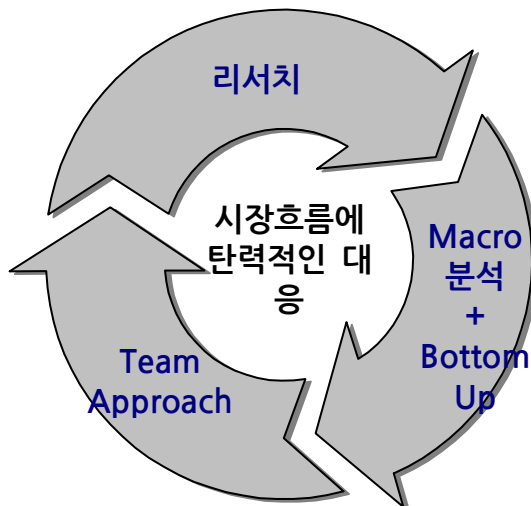 리서치
시장흐름에
탄력적인 대
응
Macro
분석
+
Bottom
Up
Team
Approach